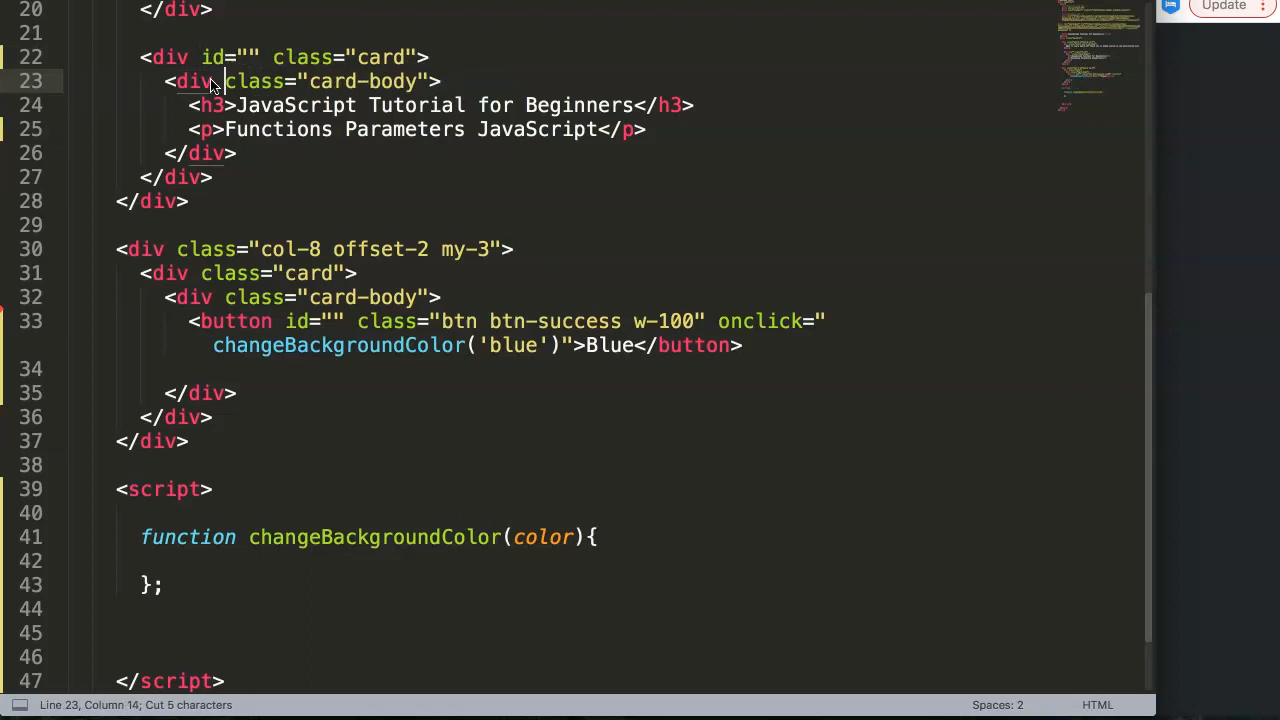 Update
20 </div>
21
22 <div id="" class="card">
23 <div class="card-body">
24 <h3>JavaScript Tutorial for Beginners</h3>
25 <p>Functions Parameters JavaScript</p>
26 </div>
27 </div>
28 </div>
29
30 <div class="col-8 offset-2 my-3">
31 <div class="card">
32 <div class="card-body">
33 <button id="" class="btn btn-success w-100" onclick="
changeBackgroundColor('blue')">Blue</button>
34
35 </div>
36 </div>
37 </div>
38
39 <script>
40
41 function changeBackgroundColor(color){
42
43 };
44
45
46
47 </script>
Line 23, Column 14; Cut 5 characters
Spaces: 2
HTML